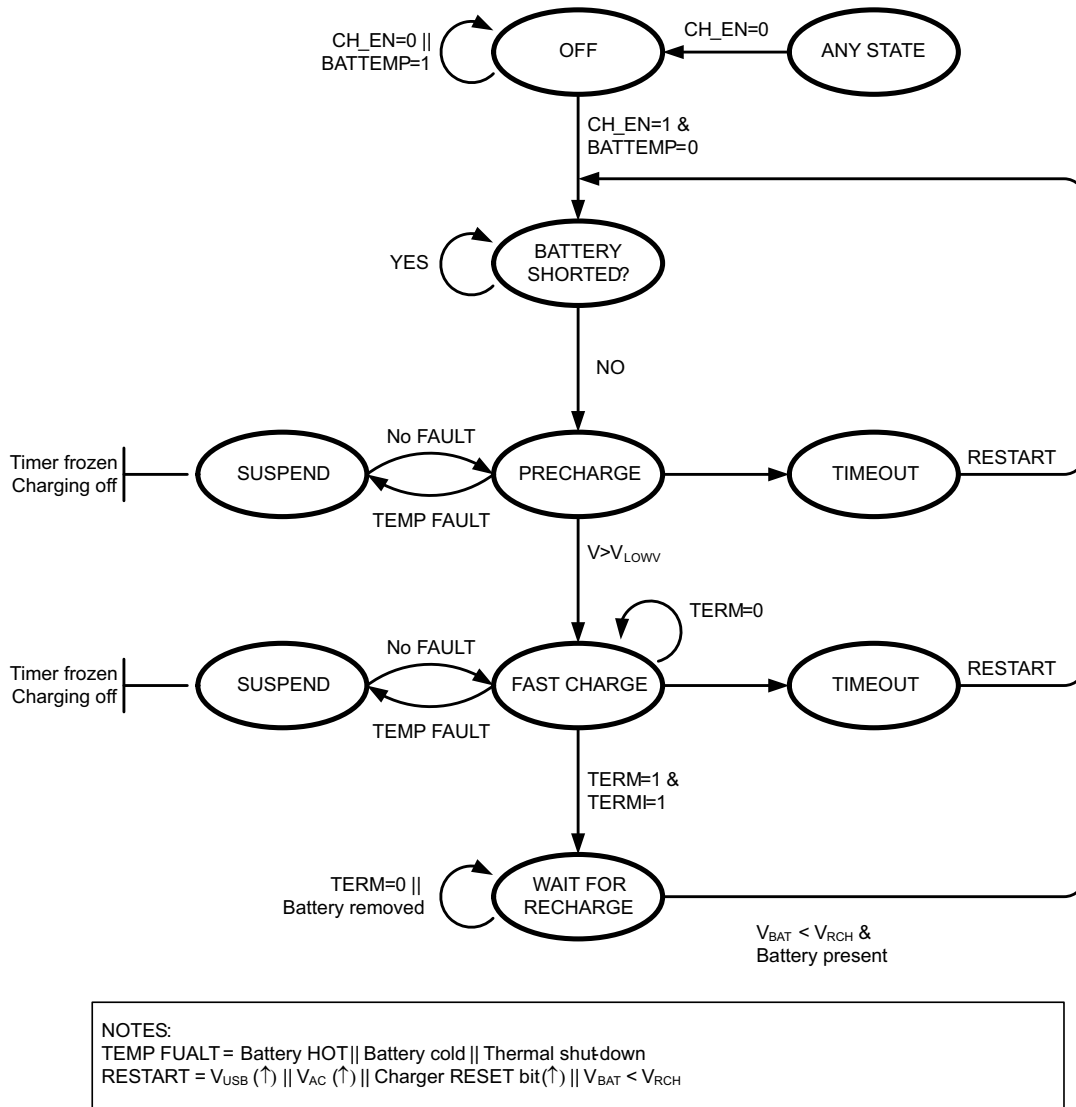 CH_EN=0 ||
BATTEMP=1
OFF
CH_EN=0
ANY STATE
CH_EN=1 &
BATTEMP=0
YES
BATTERY
SHORTED?
NO
Timer frozen
Charging off
SUSPEND
No FAULT
TEMP FAULT
PRECHARGE
TIMEOUT
RESTART
V>VLOWV
TERM=0
Timer frozen
Charging off
SUSPEND
No FAULT
TEMP FAULT
FAST CHARGE
TIMEOUT
RESTART
TERM=1 &
TERMI=1
TERM=0 ||
Battery removed
WAIT FOR
RECHARGE
VBAT < VRCH &
Battery present
NOTES:
TEMP FUALT = Battery HOT || Battery cold || Thermal shut-down
RESTART = VUSB (↑) || VAC (↑) || Charger RESET bit(↑) || VBAT < VRCH